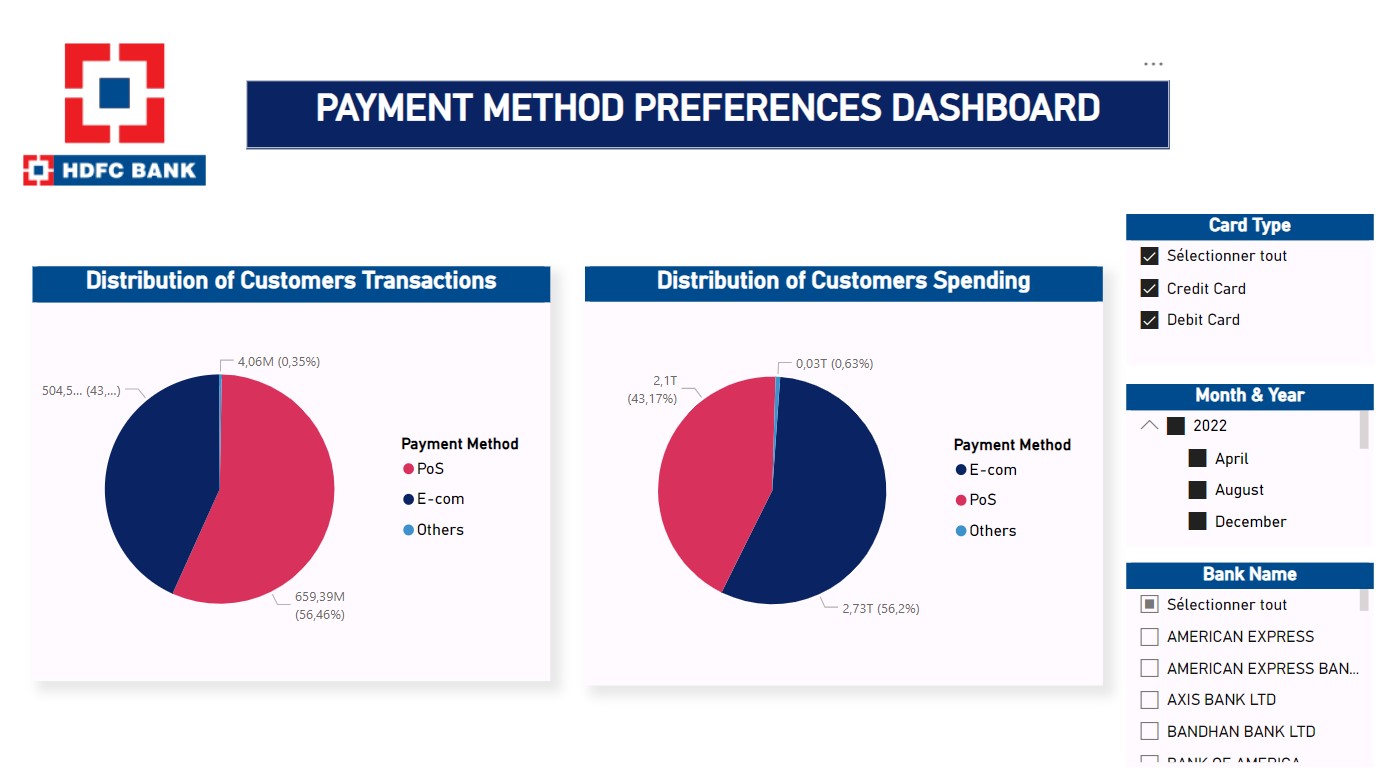 HDFC BANK
...
PAYMENT METHOD PREFERENCES DASHBOARD
Distribution of Customers Transactions
4,06M (0,35%)
504,5... (43,...)
659,39M
(56,46%)
Payment Method
PoS
E-com
Others
Distribution of Customers Spending
0,03T (0,63%)
2,1T
(43,17%)
2,73T (56,2%)
Payment Method
E-com
PoS
Others
Card Type
Sélectionner tout
Credit Card
Debit Card
Month & Year
2022
April
August
December
Bank Name
Sélectionner tout
AMERICAN EXPRESS
AMERICAN EXPRESS BAN...
AXIS BANK LTD
BANDHAN BANK LTD
BANK OF AMERICA